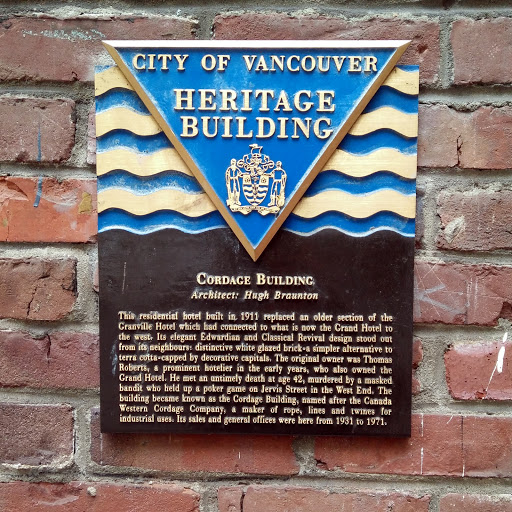 CITY OF VANCOUVER
HERITAGE
BUILDING
CORDAGE BUILDING
Architect: Hugh Braunton
This residential hotel built in 1911 replaced an older section of the
Granville Hotel which had connected to what is now the Grand Hotel to
the west. Its elegant Edwardian and Classical Revival design stood out
from its neighbours: distinctive white glazed brick-a simpler alternative to
terra cotta-capped by decorative capitals. The original owner was Thomas
Roberts, a prominent hotelier in the early years, who also owned the
Grand Hotel. He met an untimely death at age 42, murdered by a masked
bandit who held up a poker game on Jervis Street in the West End. The
building became known as the Cordage Building, named after the Canada
Western Cordage Company, a maker of rope, lines and twines for
industrial uses. Its sales and general offices were here from 1931 to 1971.